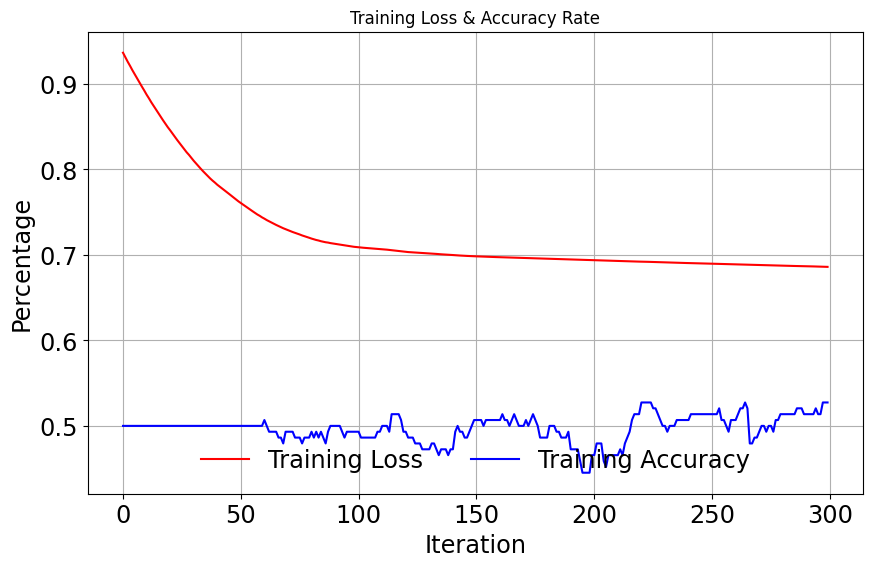 Training Loss & Accuracy Rate
Percentage
0.9
0.8
0.7
0.6
0.5
Training Loss Training Accuracy
0 50 100 150 200 250 300
Iteration